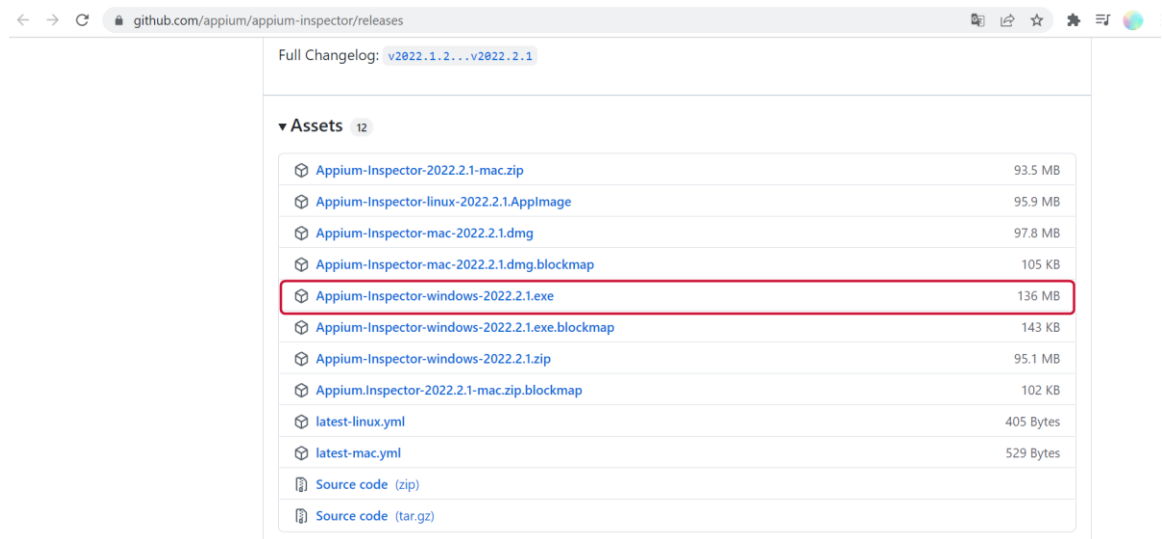 github.com/appium/appium-inspector/releases
Full Changelog: v2022.1.2...v2022.2.1
Assets 12
Appium-Inspector-2022.2.1-mac.zip 93.5 MB
Appium-Inspector-linux-2022.2.1.AppImage 95.9 MB
Appium-Inspector-mac-2022.2.1.dmg 97.8 MB
Appium-Inspector-mac-2022.2.1.dmg.blockmap 105 KB
Appium-Inspector-windows-2022.2.1.exe 136 MB
Appium-Inspector-windows-2022.2.1.exe.blockmap 143 KB
Appium-Inspector-windows-2022.2.1.zip 95.1 MB
Appium.Inspector-2022.2.1-mac.zip.blockmap 102 KB
latest-linux.yml 405 Bytes
latest-mac.yml 529 Bytes
Source code (zip)
Source code (tar.gz)